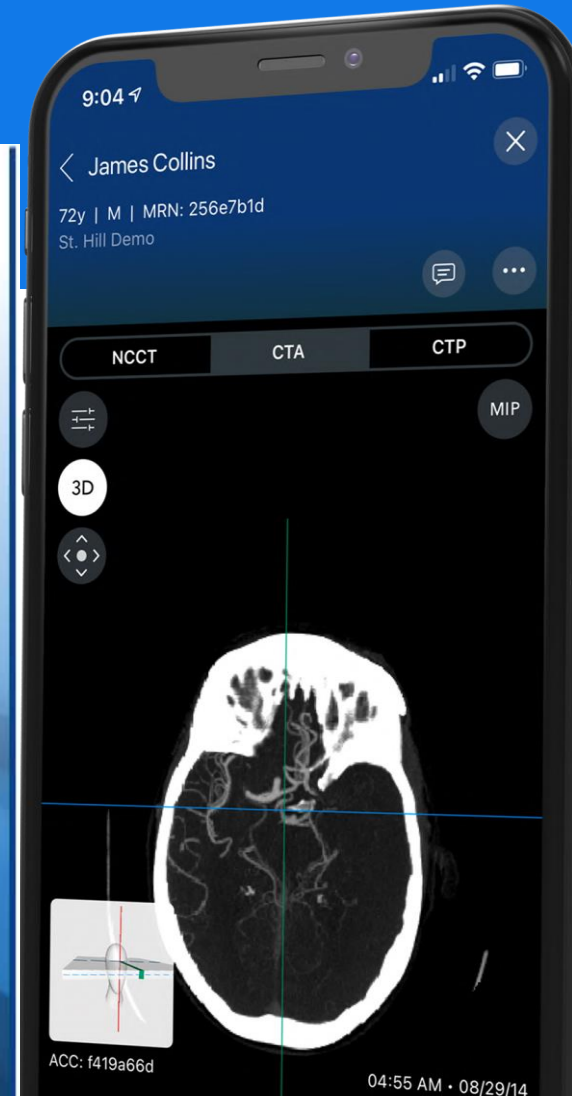 9:04
James Collins
72y | M | MRN: 256e7b1d
St. Hill Demo
NCCT CTA CTP
MIP
3D
ACC: f419a66d
04:55 AM • 08/29/14